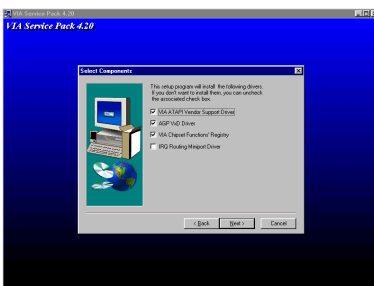 VIA Service Pack 4.20
VIA Service Pack 4.20
Select Components
This setup program will install the following drivers.
If you don't want to install them, you can uncheck
the associated check box.
VIA ATAPI Vendor Support Driver
AGP VxD Driver
VIA Chipset Functions' Registry
IRQ Routing Miniport Driver
< Back
Next >
Cancel